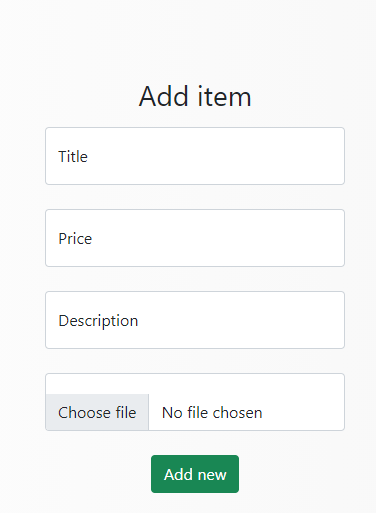 Add item
Title
Price
Description
Choose file No file chosen
Add new